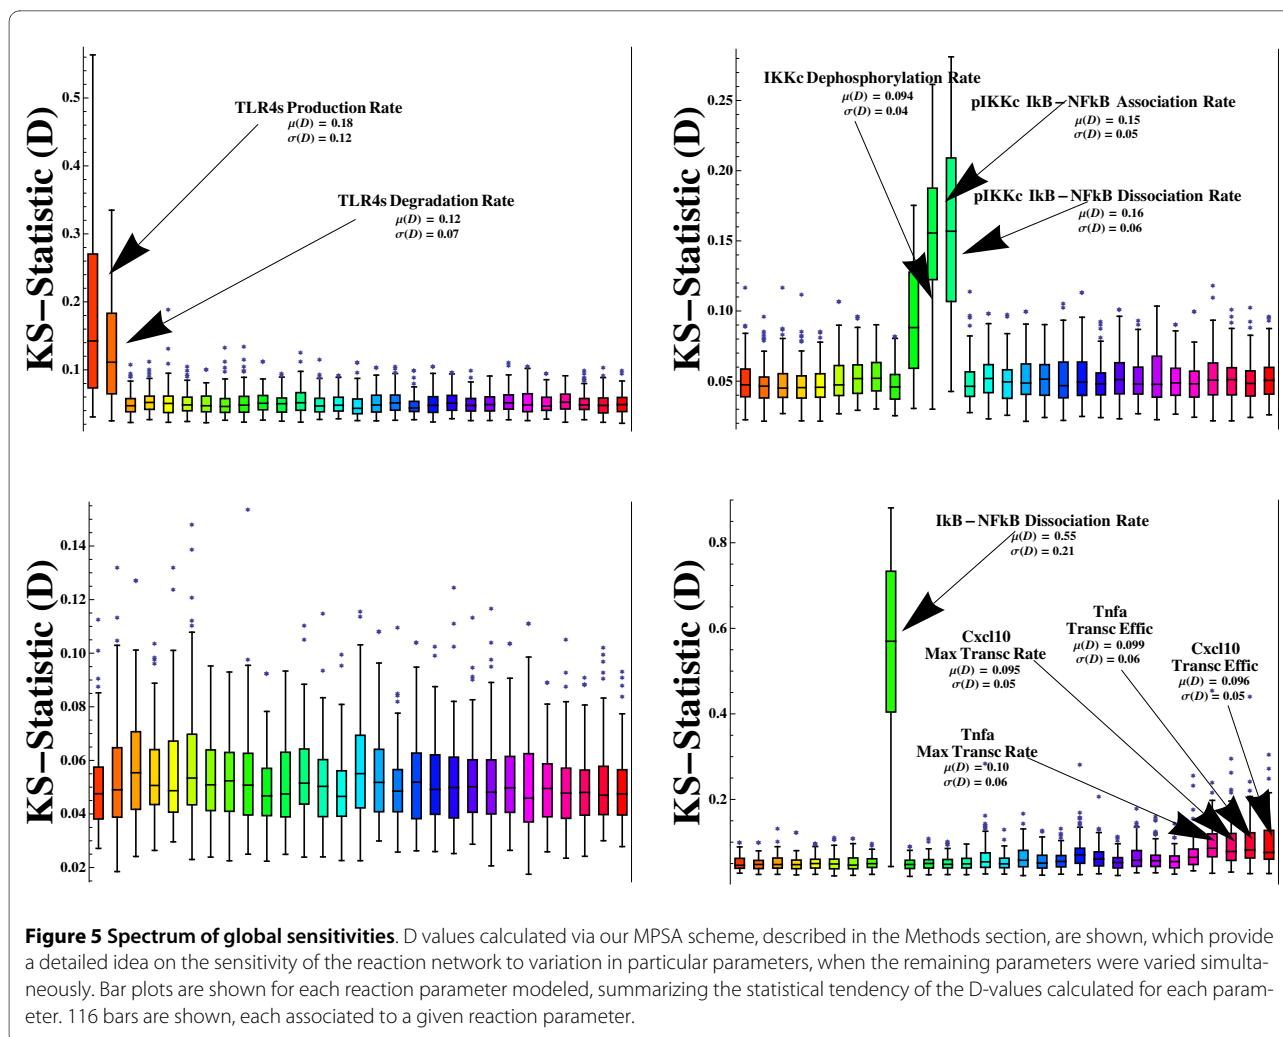 KS−Statistic (D)
0.5
0.4
0.3
0.2
0.1
TLR4s Production Rate
μ(D) = 0.18
σ(D) = 0.12
TLR4s Degradation Rate
μ(D) = 0.12
σ(D) = 0.07
KS−Statistic (D)
0.25
0.20
0.15
0.10
0.05
IKKc Dephosphorylation Rate
μ(D) = 0.094
σ(D) = 0.04
pIKKc IkB−NFkB Association Rate
μ(D) = 0.15
σ(D) = 0.05
pIKKc IkB−NFkB Dissociation Rate
μ(D) = 0.16
σ(D) = 0.06
KS−Statistic (D)
0.14
0.12
0.10
0.08
0.06
0.04
0.02
KS−Statistic (D)
0.8
0.6
0.4
0.2
IkB−NFkB Dissociation Rate
μ(D) = 0.55
σ(D) = 0.21
Tnfa
Transc Effic
μ(D) = 0.099
σ(D) = 0.06
Cxcl10
Max Transc Rate
μ(D) = 0.095
σ(D) = 0.05
Cxcl10
Transc Effic
μ(D) = 0.096
σ(D) = 0.05
Tnfa
Max Transc Rate
μ(D) = 0.10
σ(D) = 0.06
Figure 5 Spectrum of global sensitivities. D values calculated via our MPSA scheme, described in the Methods section, are shown, which provide
a detailed idea on the sensitivity of the reaction network to variation in particular parameters, when the remaining parameters were varied simulta-
neously. Bar plots are shown for each reaction parameter modeled, summarizing the statistical tendency of the D-values calculated for each param-
eter. 116 bars are shown, each associated to a given reaction parameter.